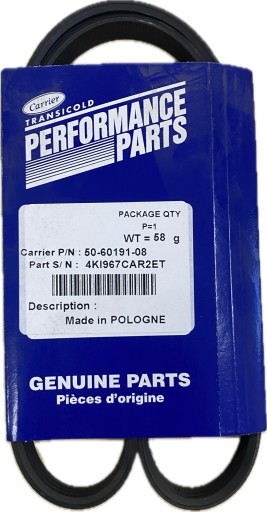 Carrier
TRANSICOLD
PERFORMANCE
PARTS
PACKAGE QTY
P=1
WT = 58 g
Carrier P/N : 50-60191-08
Part S/N : 4KI967CAR2ET
Description :
Made in POLOGNE
GENUINE PARTS
Pièces d'origine